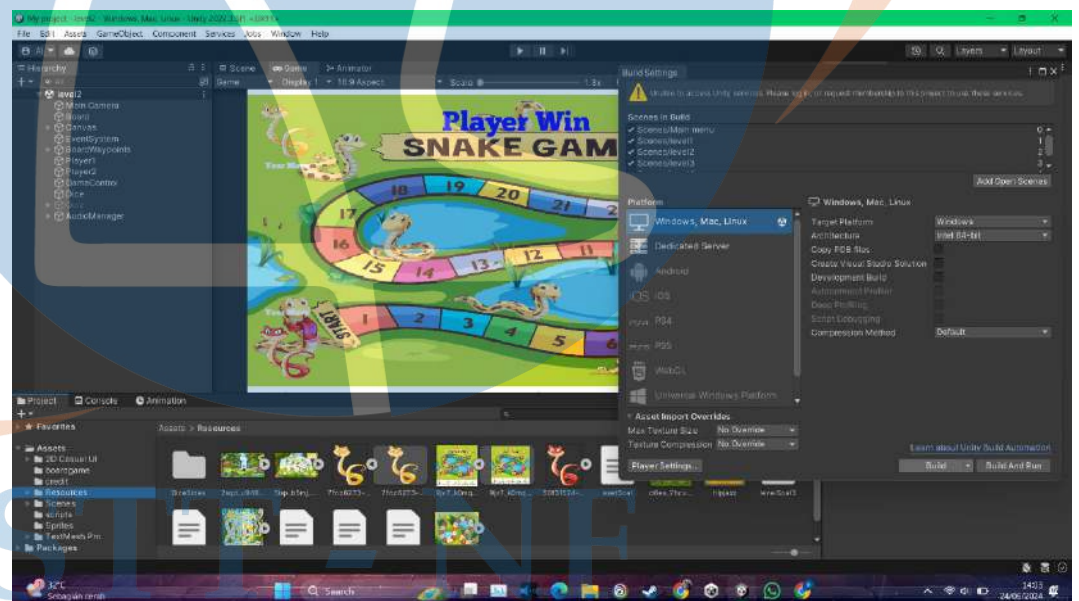 My project - level2 - Windows, Mac, Linux - Unity
File Edit Assets GameObject Component Services Jobs Window Help
Layers
Layout
Hierarchy
Scene
Game
Animator
Game
Display 1
16:9 Aspect
Scale
1.3x
level2
Main Camera
Board
Canvas
EventSystem
BoardWaypoints
Player1
Player2
GameControl
Dice
AudioManager
Player Win
SNAKE GAM
START
1 2 3 4 5 6
11 12 13 14 15 16 17 18 19 20 21 2
Build Settings
Unable to access Unity services. Please log in, or request membership to this project to use these services.
Scenes In Build
Scenes/Main menu 0
Scenes/level1 1
Scenes/level2 2
3
Add Open Scenes
Platform
Windows, Mac, Linux
Dedicated Server
Android
iOS iOS
PS4
PS5
WebGL
Universal Windows Platform
Windows, Mac, Linux
Target Platform Windows
Architecture Intel 64-bit
Copy PDB files
Create Visual Studio Solution
Development Build
Autoconnect Profiler
Deep Profiling
Script Debugging
Compression Method Default
Asset Import Overrides
Max Texture Size No Override
Texture Compression No Override
Learn about Unity Build Automation
Player Settings...
Build
Build And Run
Project
Console
Animation
Favorites
Assets
2D Casual UI
boardgame
credit
Resources
Scenes
scripts
Sprites
TextMesh Pro
Packages
Assets > Resources
32°C
Sebagian cerah
Search
14:03
24/06/2024